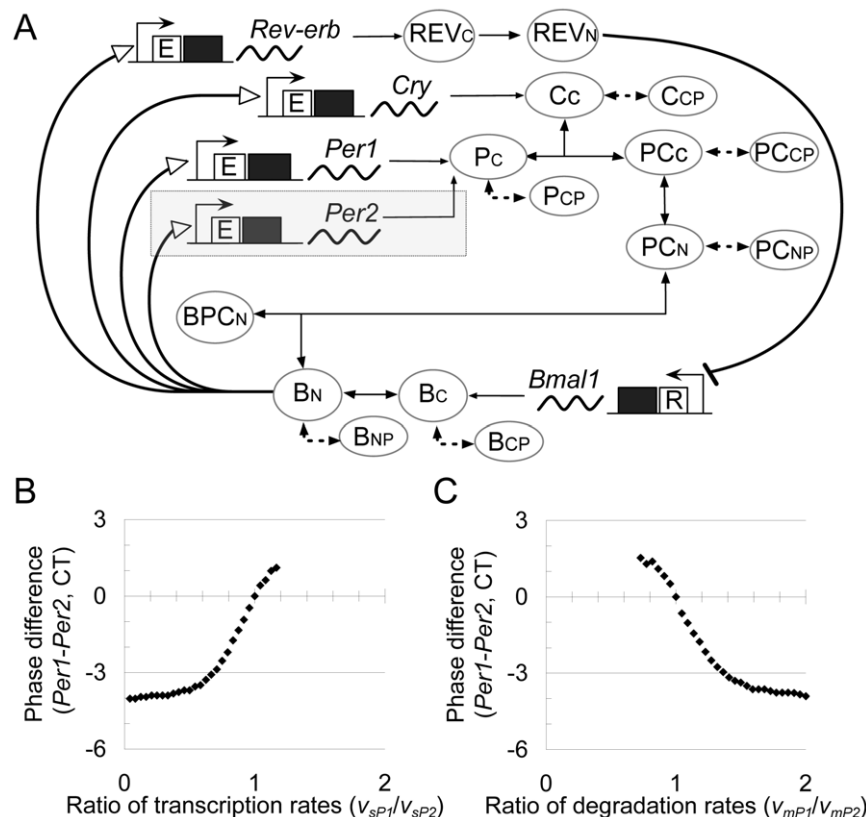 A
Rev-erb
E
REVC
REVN
Cry
E
CC
CCP
Per1
E
PC
PCC
PCCP
Per2
E
PCP
PCN
PCNP
BPCN
Bmal1
BN
BC
R
BNP
BCP
B
C
3
0
-3
-6
Phase difference
(Per1-Per2, CT)
0
1
2
Ratio of transcription rates (vsP1/vsP2)
3
0
-3
-6
Phase difference
(Per1-Per2, CT)
0
1
2
Ratio of degradation rates (vmP1/vmP2)